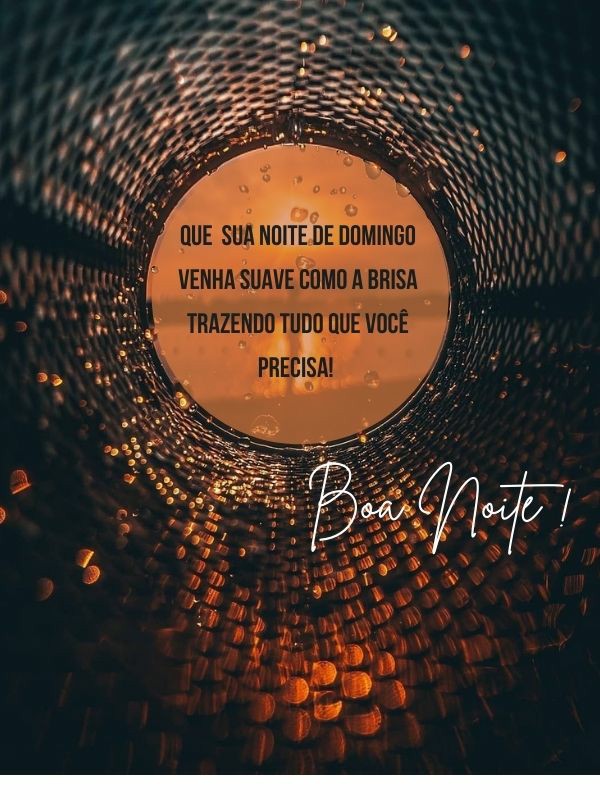 QUE SUA NOITE DE DOMINGO
VENHA SUAVE COMO A BRISA
TRAZENDO TUDO QUE VOCÊ
PRECISA!
Boa Noite !